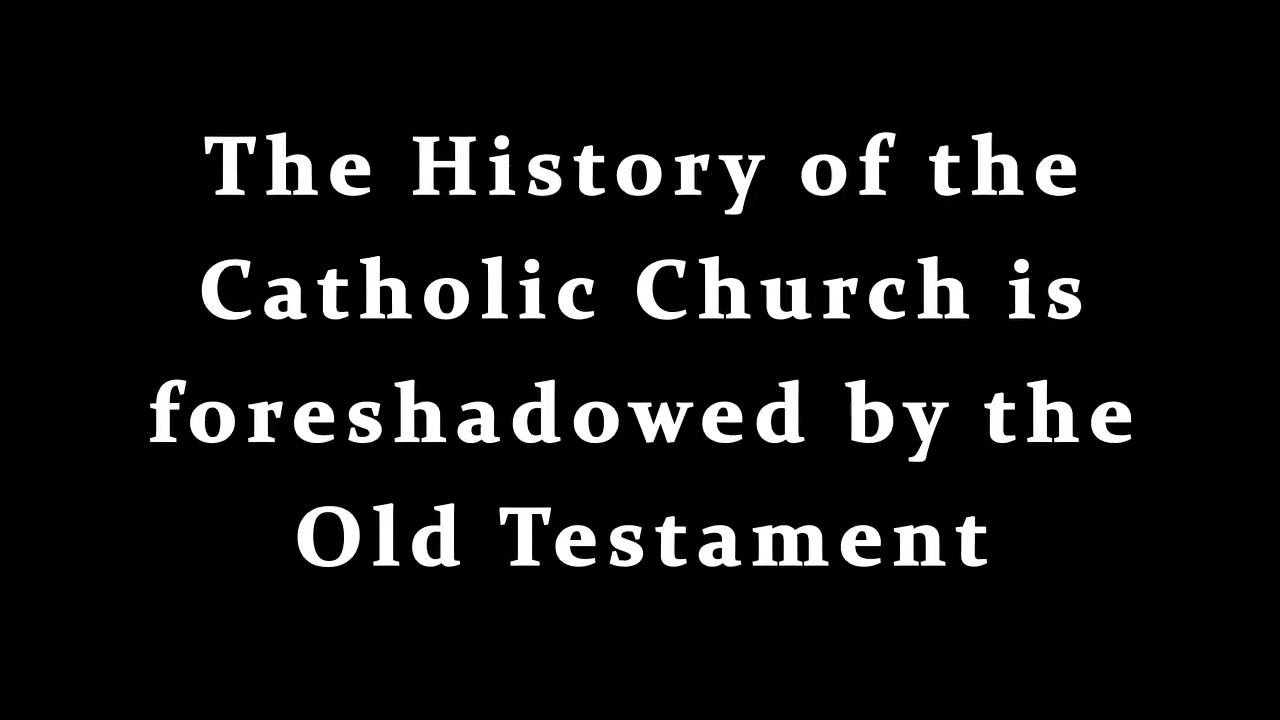 The History of the
Catholic Church is
foreshadowed by the
Old Testament